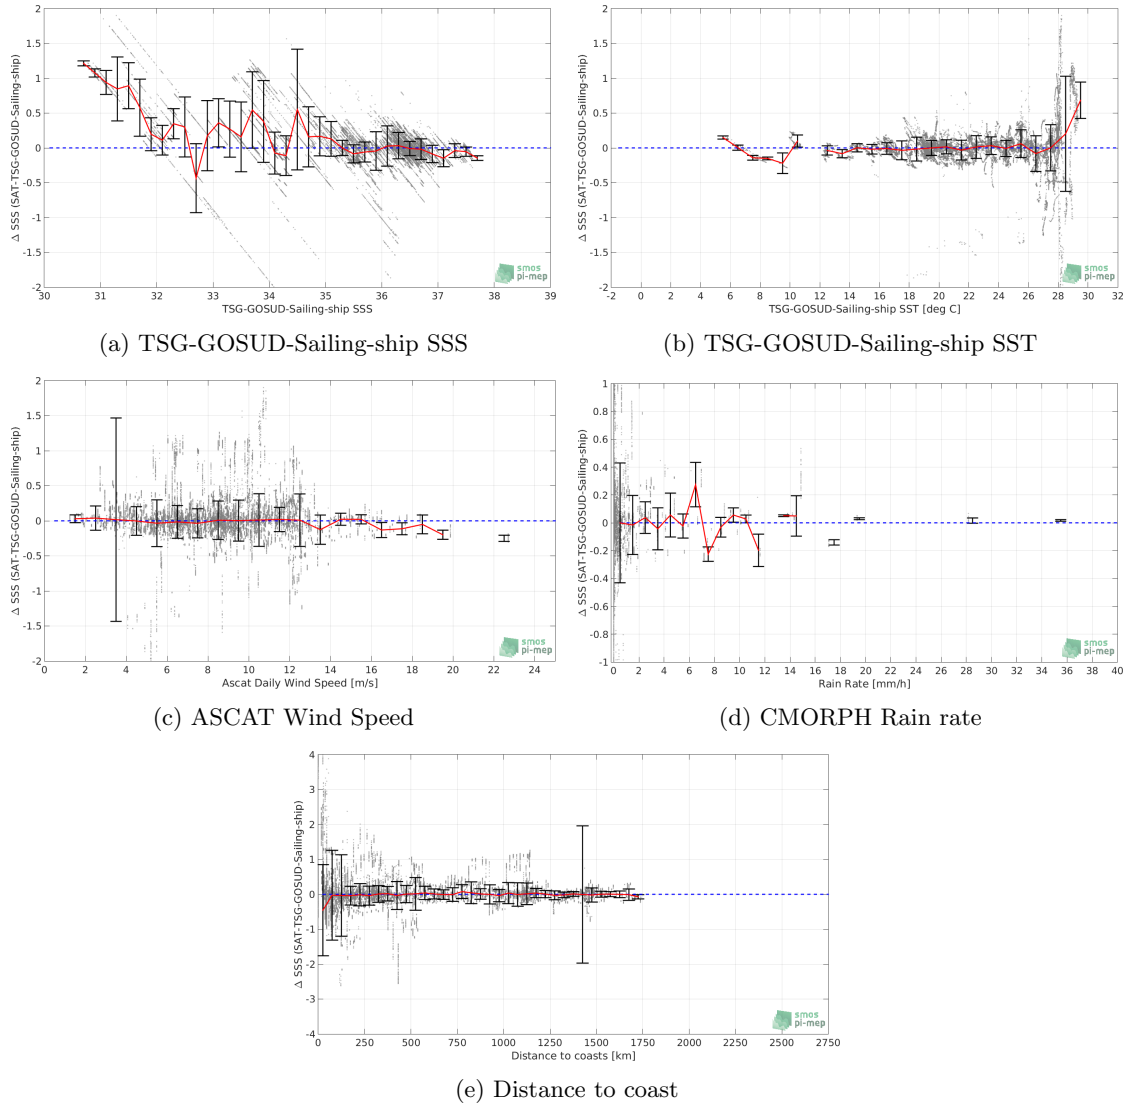 Δ SSS (SAT-TSG-GOSUD-Sailing-ship)
2
1.5
1
0.5
0
-0.5
-1
-1.5
-2
30 31 32 33 34 35 36 37 38 39
TSG-GOSUD-Sailing-ship SSS
smos
pi-mep
(a) TSG-GOSUD-Sailing-ship SSS
Δ SSS (SAT-TSG-GOSUD-Sailing-ship)
2
1.5
1
0.5
0
-0.5
-1
-1.5
-2
-2 0 2 4 6 8 10 12 14 16 18 20 22 24 26 28 30 32
TSG-GOSUD-Sailing-ship SST [deg C]
smos
pi-mep
(b) TSG-GOSUD-Sailing-ship SST
Δ SSS (SAT-TSG-GOSUD-Sailing-ship)
2
1.5
1
0.5
0
-0.5
-1
-1.5
-2
0 2 4 6 8 10 12 14 16 18 20 22 24
Ascat Daily Wind Speed [m/s]
smos
pi-mep
(c) ASCAT Wind Speed
Δ SSS (SAT-TSG-GOSUD-Sailing-ship)
1
0.8
0.6
0.4
0.2
0
-0.2
-0.4
-0.6
-0.8
-1
0 2 4 6 8 10 12 14 16 18 20 22 24 26 28 30 32 34 36 38 40
Rain Rate [mm/h]
smos
pi-mep
(d) CMORPH Rain rate
Δ SSS (SAT-TSG-GOSUD-Sailing-ship)
4
3
2
1
0
-1
-2
-3
-4
0 250 500 750 1000 1250 1500 1750 2000 2250 2500 2750
Distance to coasts [km]
smos
pi-mep
(e) Distance to coast